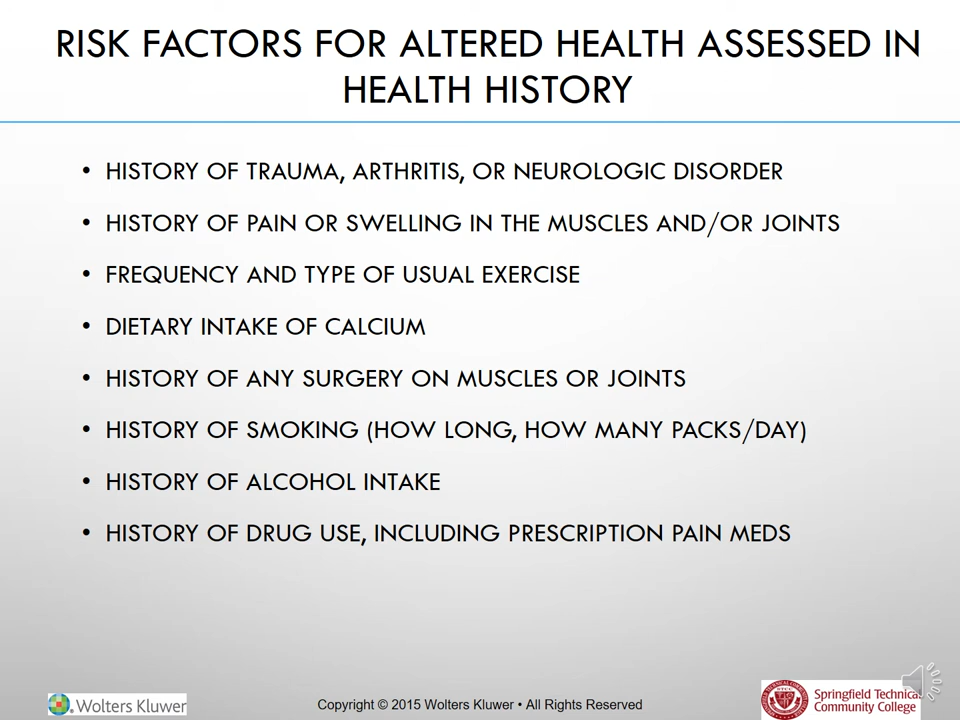 RISK FACTORS FOR ALTERED HEALTH ASSESSED IN
HEALTH HISTORY
• HISTORY OF TRAUMA, ARTHRITIS, OR NEUROLOGIC DISORDER
• HISTORY OF PAIN OR SWELLING IN THE MUSCLES AND/OR JOINTS
• FREQUENCY AND TYPE OF USUAL EXERCISE
• DIETARY INTAKE OF CALCIUM
• HISTORY OF ANY SURGERY ON MUSCLES OR JOINTS
• HISTORY OF SMOKING (HOW LONG, HOW MANY PACKS/DAY)
• HISTORY OF ALCOHOL INTAKE
• HISTORY OF DRUG USE, INCLUDING PRESCRIPTION PAIN MEDS
Wolters Kluwer
Copyright © 2015 Wolters Kluwer • All Rights Reserved
Springfield Technical
Community College